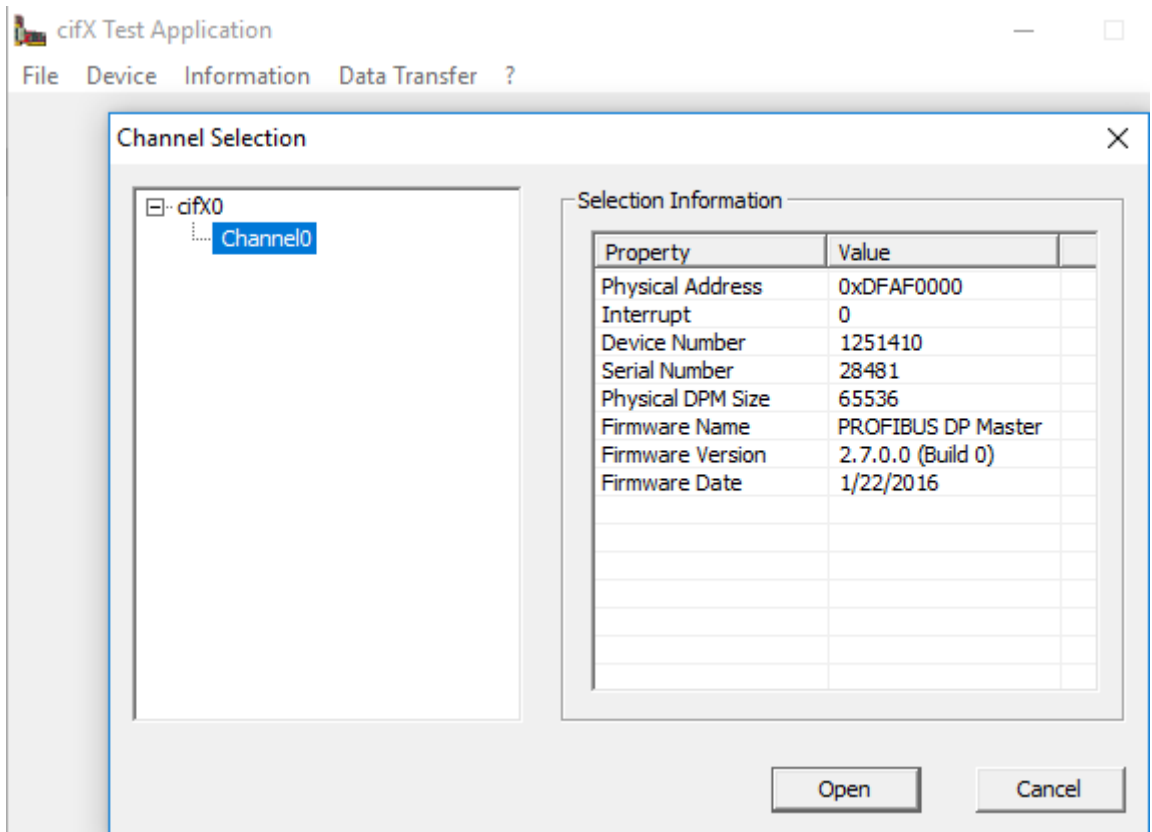 cifX Test Application
File Device Information Data Transfer ?
Channel Selection
cifX0
Channel0
Selection Information
Property Value
Physical Address 0xDFAF0000
Interrupt 0
Device Number 1251410
Serial Number 28481
Physical DPM Size 65536
Firmware Name PROFIBUS DP Master
Firmware Version 2.7.0.0 (Build 0)
Firmware Date 1/22/2016
Open Cancel